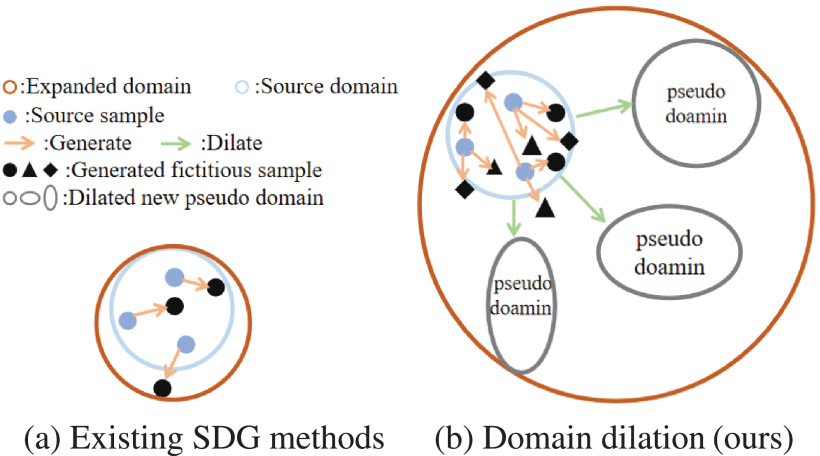 :Expanded domain :Source domain
:Source sample
:Generate :Dilate
:Generated fictitious sample
:Dilated new pseudo domain
pseudo
doamin
pseudo
doamin
pseudo
doamin
(a) Existing SDG methods (b) Domain dilation (ours)